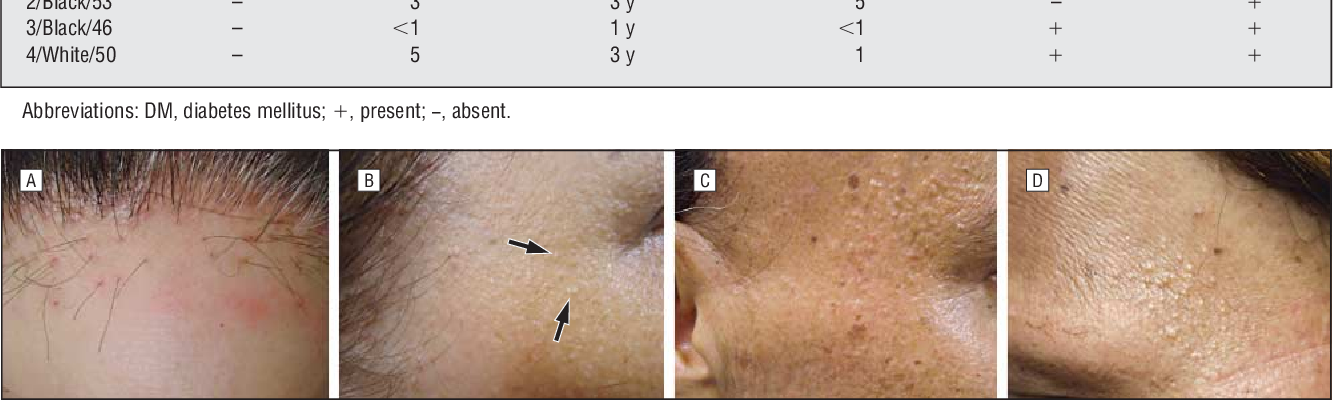 2/Black/53 – 3 3 y 5 – +
3/Black/46 – <1 1 y <1 + +
4/White/50 – 5 3 y 1 + +
Abbreviations: DM, diabetes mellitus; +, present; –, absent.
A B C D